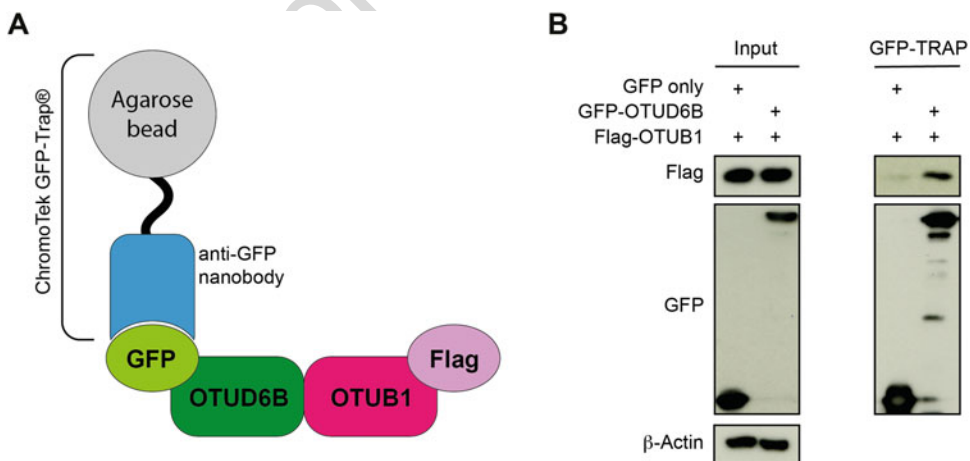 A
ChromoTek GFP-Trap®
Agarose
bead
anti-GFP
nanobody
GFP
OTUD6B
OTUB1
Flag
B
Input
GFP-TRAP
GFP only
+
+
GFP-OTUD6B
+
+
Flag-OTUB1
+ +
+ +
Flag
GFP
β-Actin